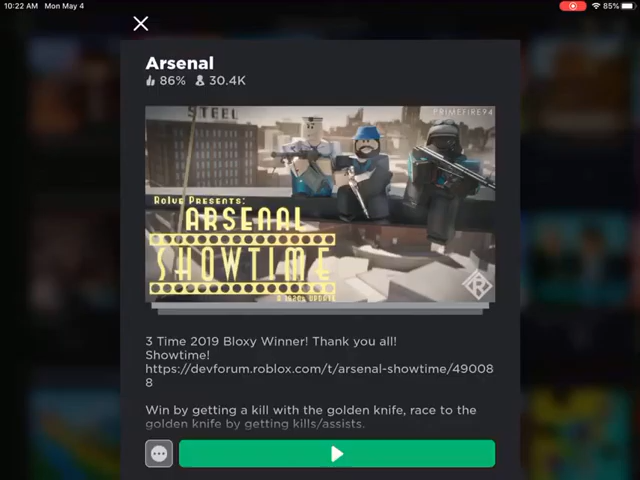 10:22 AM Mon May 4
85%
Arsenal
86% 30.4K
STEEL
PRIMEFIRE94
ROLVE PRESENTS:
ARSENAL
SHOWTIME
A 1920s UPDATE
R
3 Time 2019 Bloxy Winner! Thank you all!
Showtime!
https://devforum.roblox.com/t/arsenal-showtime/49008
8
Win by getting a kill with the golden knife, race to the
golden knife by getting kills/assists.